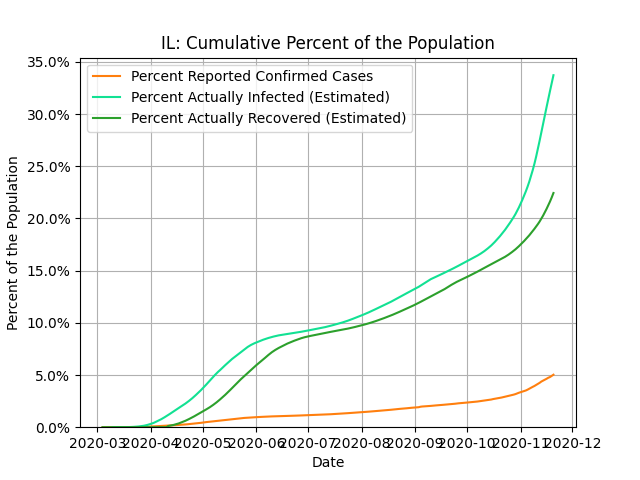 IL: Cumulative Percent of the Population
Percent Reported Confirmed Cases
Percent Actually Infected (Estimated)
Percent Actually Recovered (Estimated)
35.0%
30.0%
25.0%
20.0%
15.0%
10.0%
5.0%
0.0%
Percent of the Population
2020-03 2020-04 2020-05 2020-06 2020-07 2020-08 2020-09 2020-10 2020-11 2020-12
Date